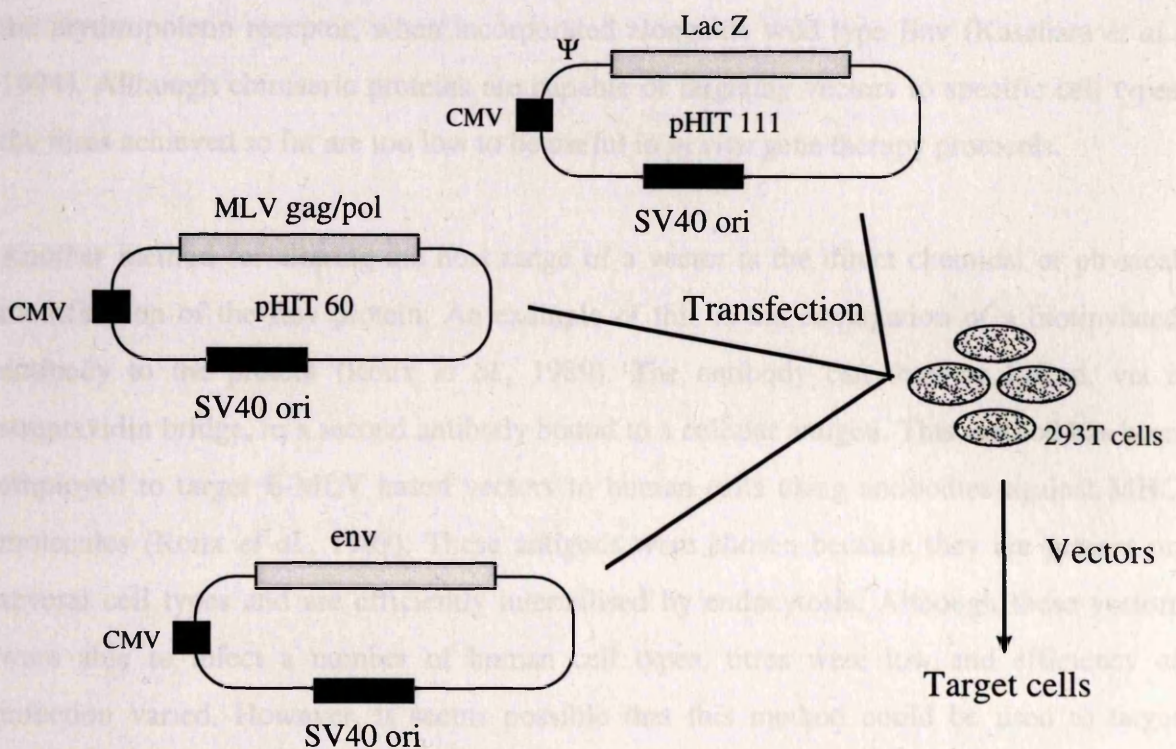 Lac Z
Ψ
CMV
pHIT 111
SV40 ori
MLV gag/pol
CMV
pHIT 60
SV40 ori
Transfection
293T cells
env
CMV
SV40 ori
Vectors
Target cells
erythropoietin receptor, when incorporated along with wild type Env (Kasahara et al.,
1994). Although chimaeric proteins are capable of targeting vectors to specific cell types
achieved so far are too low to be useful in gene therapy protocols.
Another method for altering the host range of a vector is the direct chemical or physical
of the protein. An example of this is the of a biotinylated
antibody to the protein (Roux et al., 1989). The antibody can via a
streptavidin bridge, to a second antibody bound to a cellular antigen. This
employed to target E-MLV based vectors to human cells using antibodies against MHC
molecules (Roux et al., These antigens were chosen because they are present on
several cell types and are efficiently internalised by endocytosis. Although these vectors
were able to infect a number of human cell types, titres were low and efficiency of
infection varied. However, it seems possible that this method could be used to target